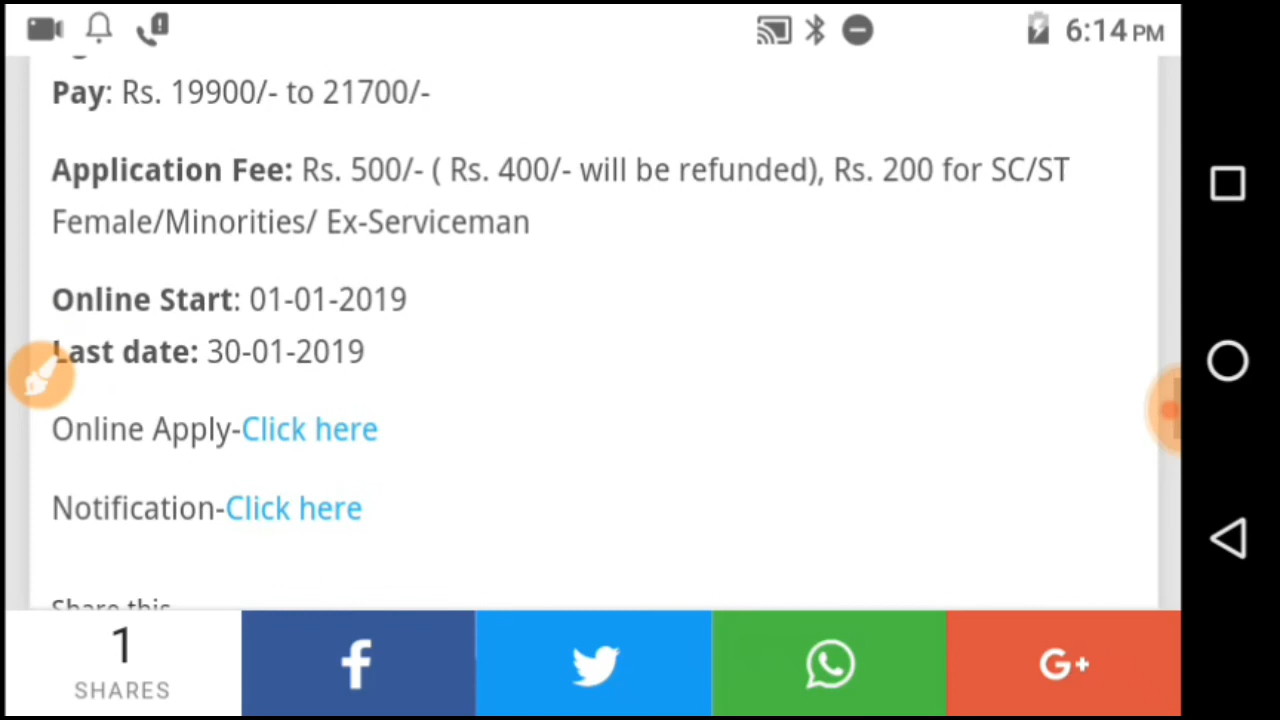 6:14 PM
Pay: Rs. 19900/- to 21700/-
Application Fee: Rs. 500/- ( Rs. 400/- will be refunded), Rs. 200 for SC/ST
Female/Minorities/ Ex-Serviceman
Online Start: 01-01-2019
Last date: 30-01-2019
Online Apply-Click here
Notification-Click here
Share this
1
SHARES
G+